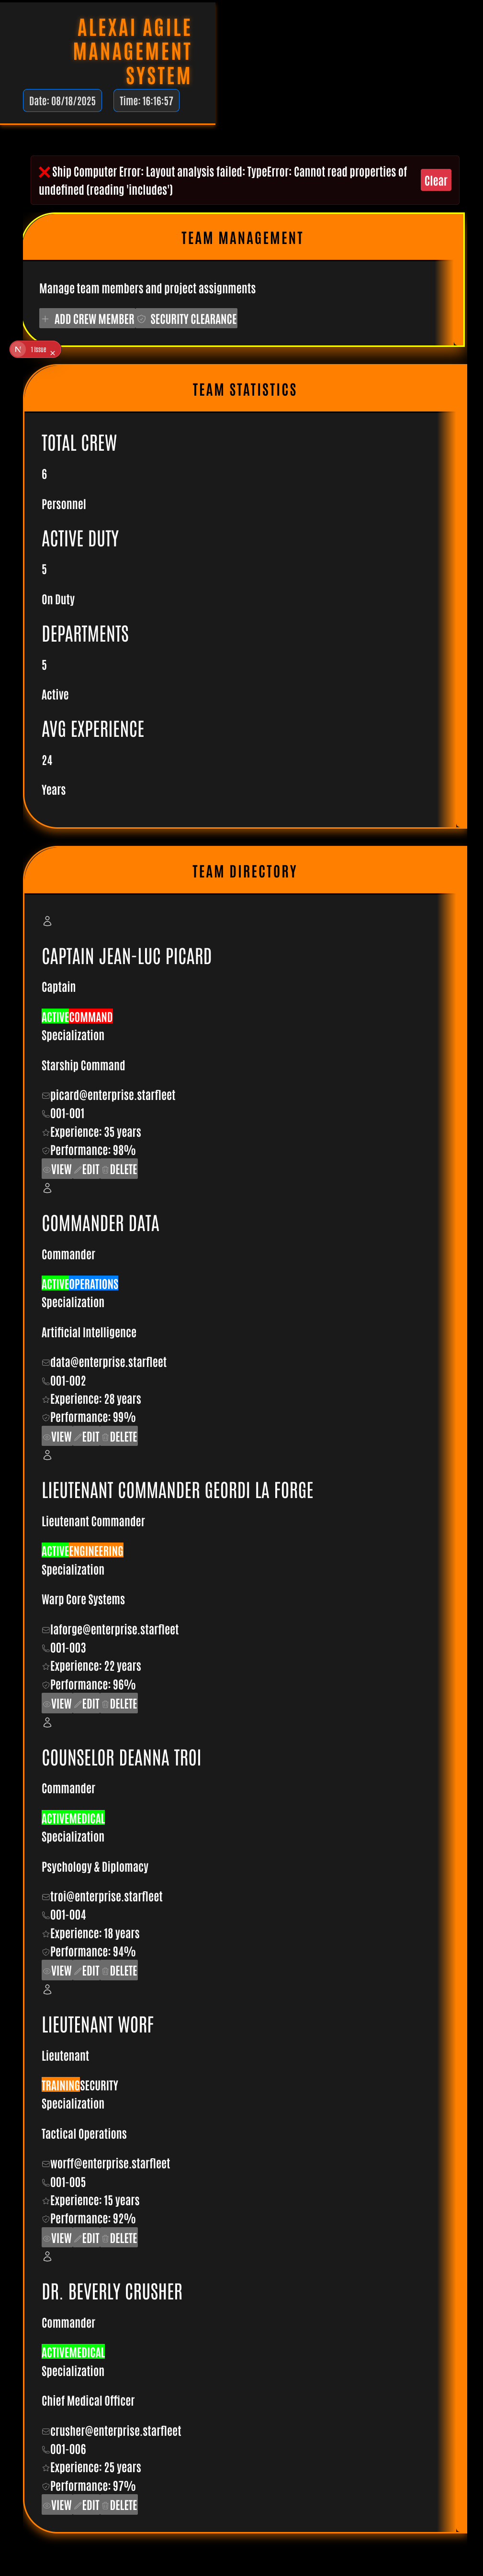 ALEXAI AGILE
MANAGEMENT
SYSTEM
Date: 08/18/2025 Time: 16:16:57
Ship Computer Error: Layout analysis failed: TypeError: Cannot read properties of
undefined (reading 'includes')
Clear
TEAM MANAGEMENT
Manage team members and project assignments
ADD CREW MEMBER SECURITY CLEARANCE
N 1 Issue ×
TEAM STATISTICS
TOTAL CREW
6
Personnel
ACTIVE DUTY
5
On Duty
DEPARTMENTS
5
Active
AVG EXPERIENCE
24
Years
TEAM DIRECTORY
CAPTAIN JEAN-LUC PICARD
Captain
ACTIVECOMMAND
Specialization
Starship Command
picard@enterprise.starfleet
001-001
Experience: 35 years
Performance: 98%
VIEW EDIT DELETE
COMMANDER DATA
Commander
ACTIVEOPERATIONS
Specialization
Artificial Intelligence
data@enterprise.starfleet
001-002
Experience: 28 years
Performance: 99%
VIEW EDIT DELETE
LIEUTENANT COMMANDER GEORDI LA FORGE
Lieutenant Commander
ACTIVEENGINEERING
Specialization
Warp Core Systems
laforge@enterprise.starfleet
001-003
Experience: 22 years
Performance: 96%
VIEW EDIT DELETE
COUNSELOR DEANNA TROI
Commander
ACTIVEMEDICAL
Specialization
Psychology & Diplomacy
troi@enterprise.starfleet
001-004
Experience: 18 years
Performance: 94%
VIEW EDIT DELETE
LIEUTENANT WORF
Lieutenant
TRAININGSECURITY
Specialization
Tactical Operations
worff@enterprise.starfleet
001-005
Experience: 15 years
Performance: 92%
VIEW EDIT DELETE
DR. BEVERLY CRUSHER
Commander
ACTIVEMEDICAL
Specialization
Chief Medical Officer
crusher@enterprise.starfleet
001-006
Experience: 25 years
Performance: 97%
VIEW EDIT DELETE